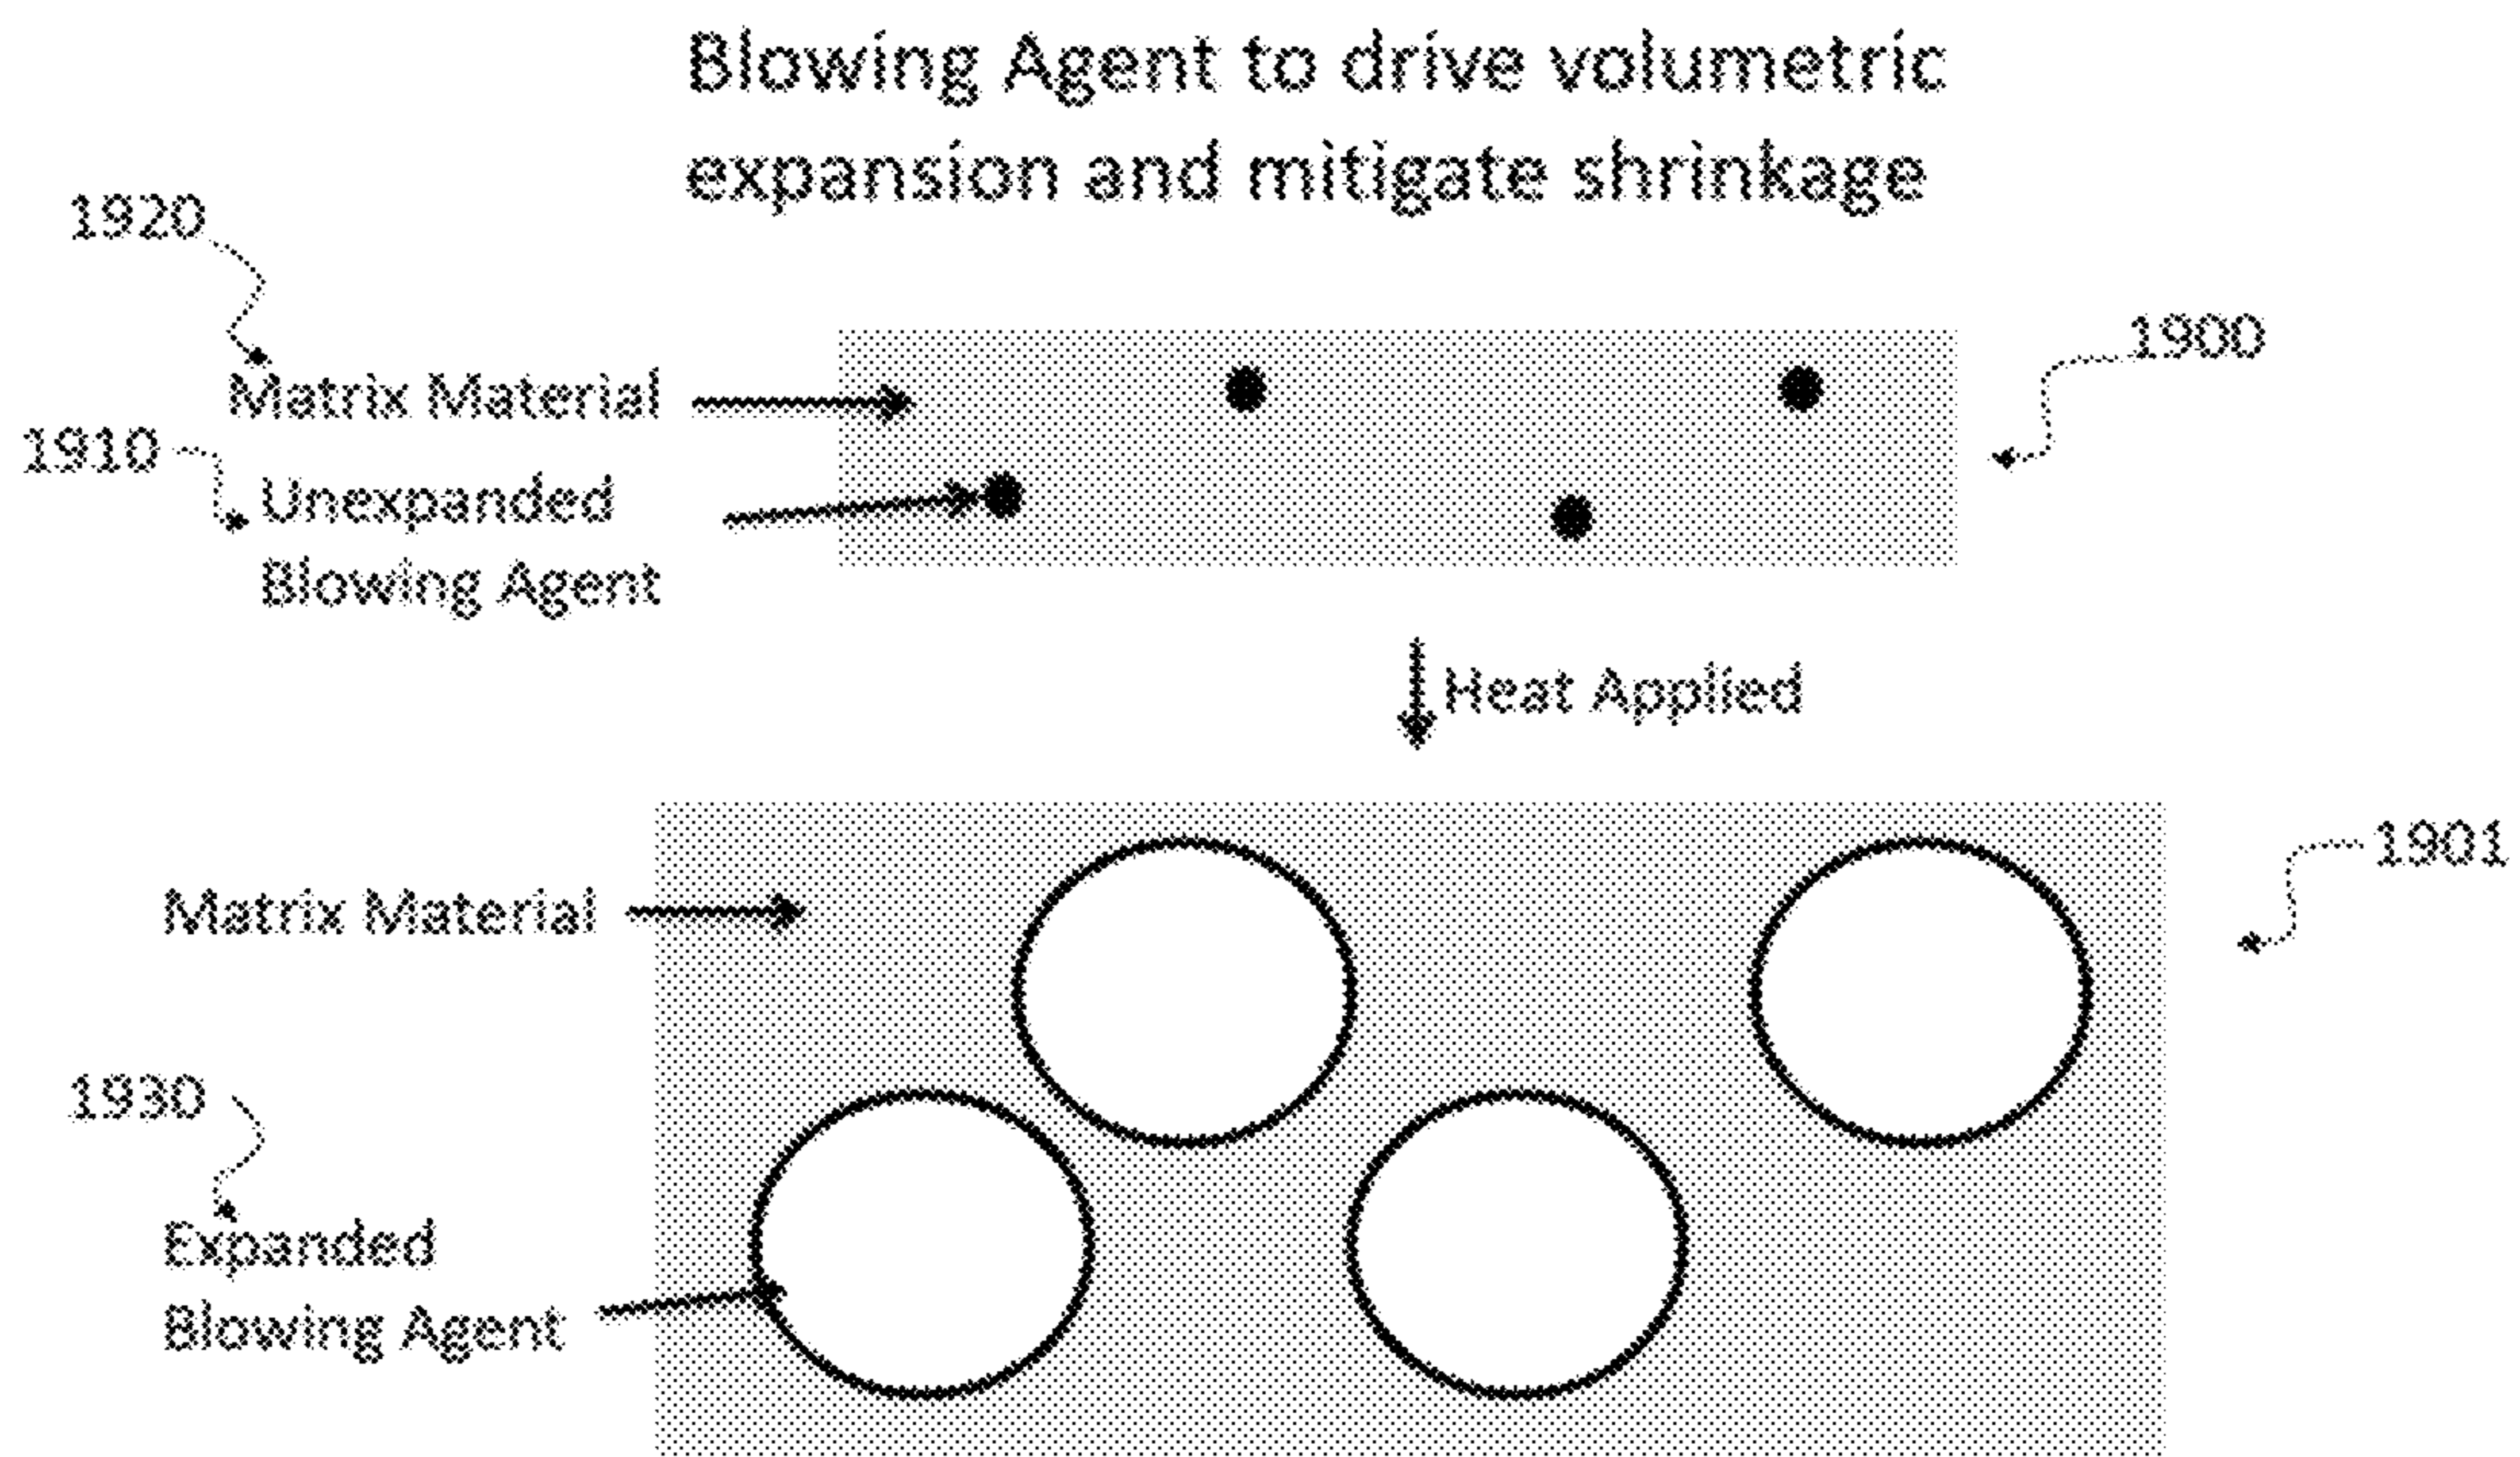 Blowing Agent to drive volumetric
expansion and mitigate shrinkage
1920
1900
Matrix Material
1910
Unexpanded
Blowing Agent
Heat Applied
1901
Matrix Material
1930
Expanded
Blowing Agent